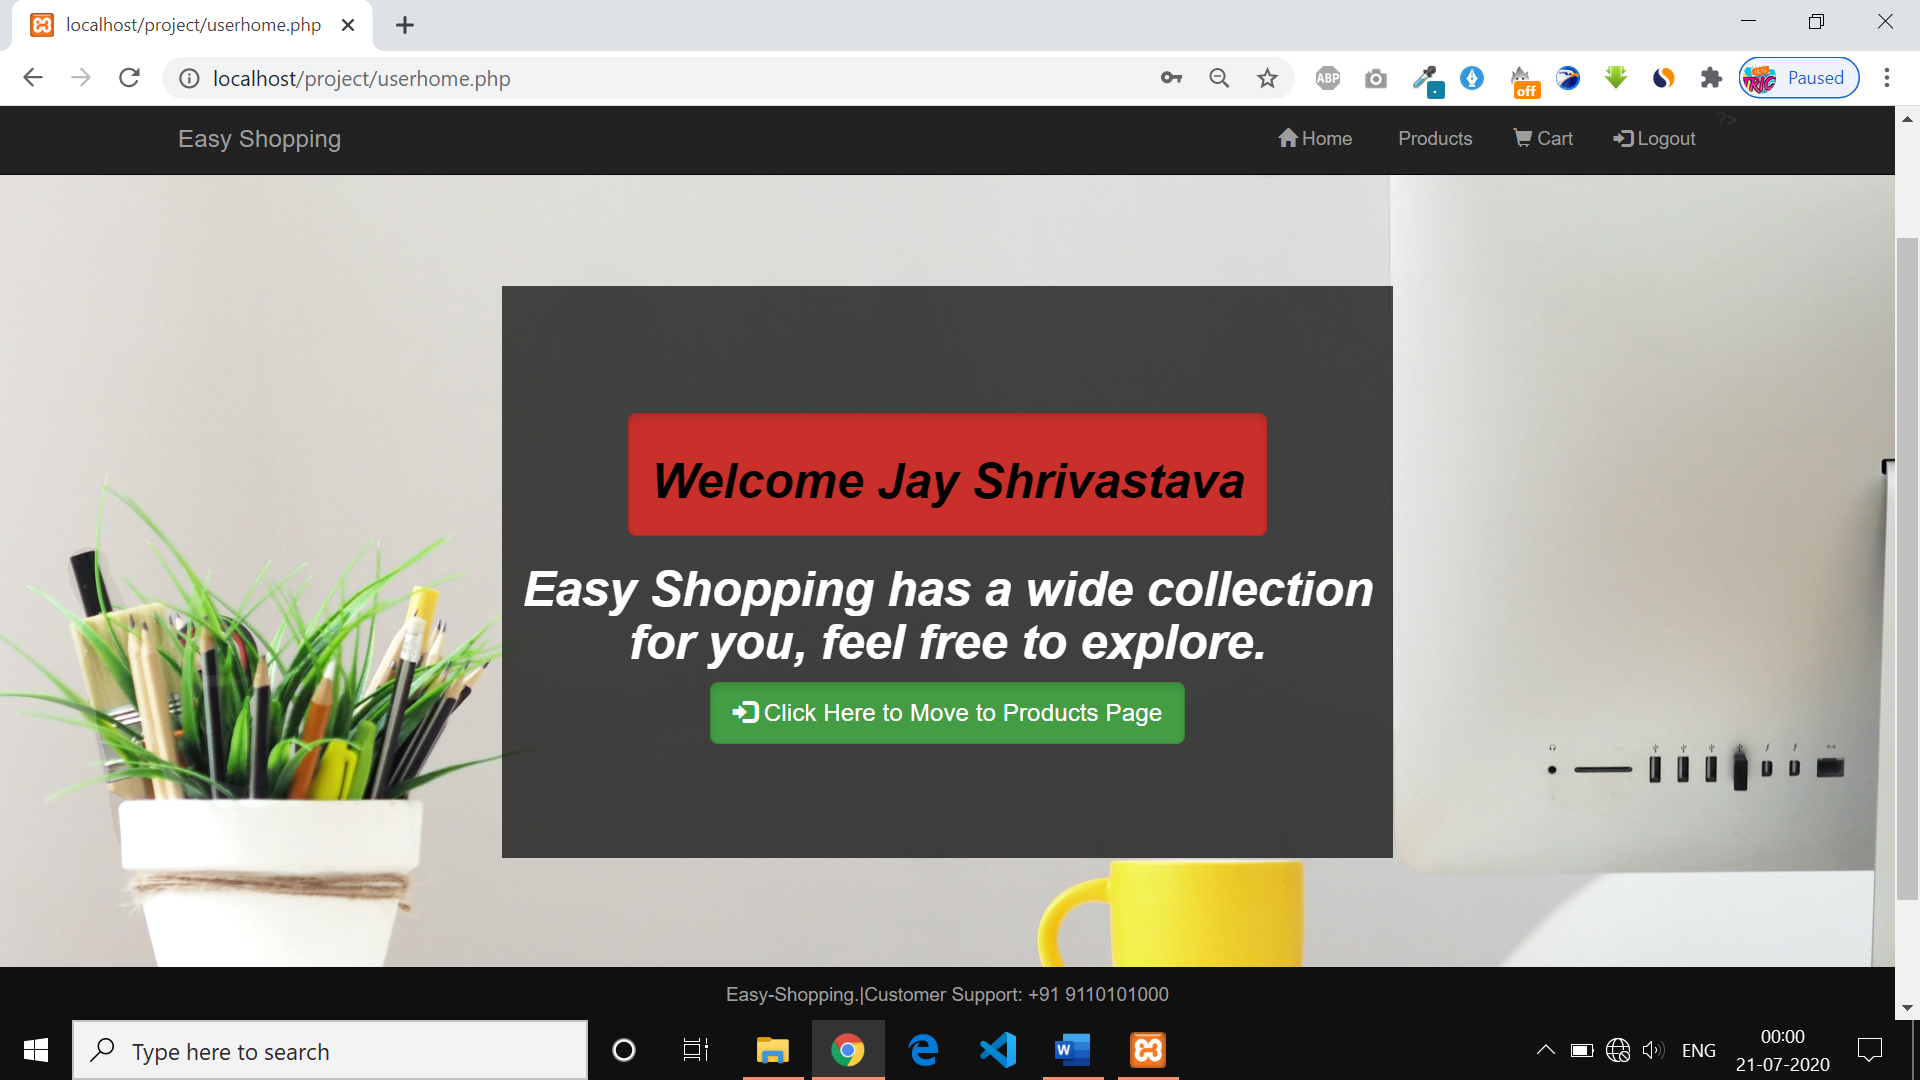 localhost/project/userhome.php
localhost/project/userhome.php
ABP
off
TRIC
Paused
Easy Shopping
Home
Products
Cart
Logout
?>
Welcome Jay Shrivastava
Easy Shopping has a wide collection
for you, feel free to explore.
Click Here to Move to Products Page
Easy-Shopping.|Customer Support: +91 9110101000
Type here to search
W
ENG
00:00
21-07-2020